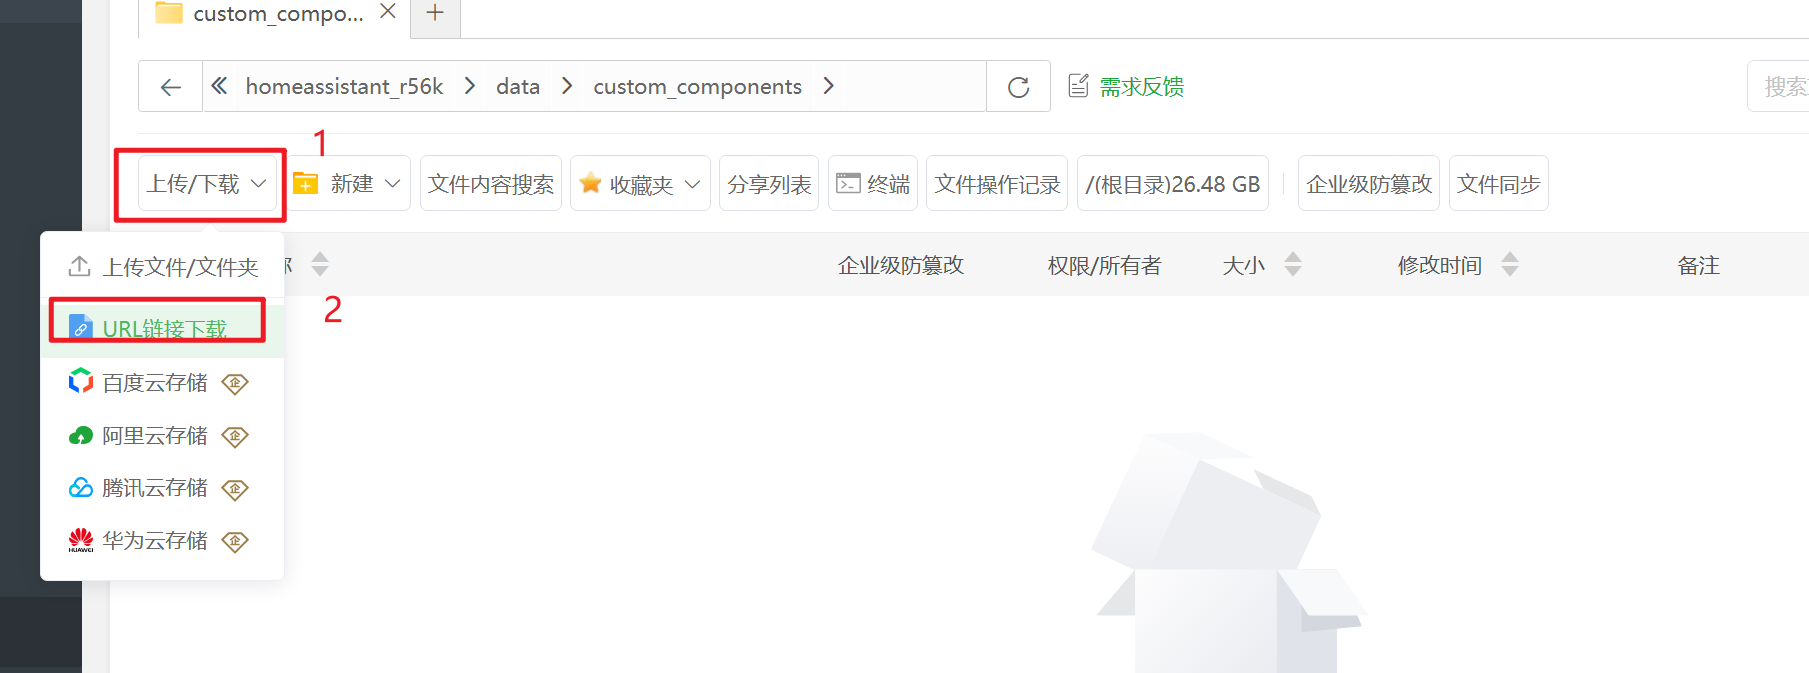 custom_compo...
homeassistant_r56k
data
custom_components
需求反馈
搜索
1
上传/下载
新建
文件内容搜索
收藏夹
分享列表
终端
文件操作记录
/(根目录)26.48 GB
企业级防篡改
文件同步
上传文件/文件夹
企业级防篡改
权限/所有者
大小
修改时间
备注
2
URL链接下载
百度云存储
企
阿里云存储
企
腾讯云存储
企
HUAWEI
华为云存储
企